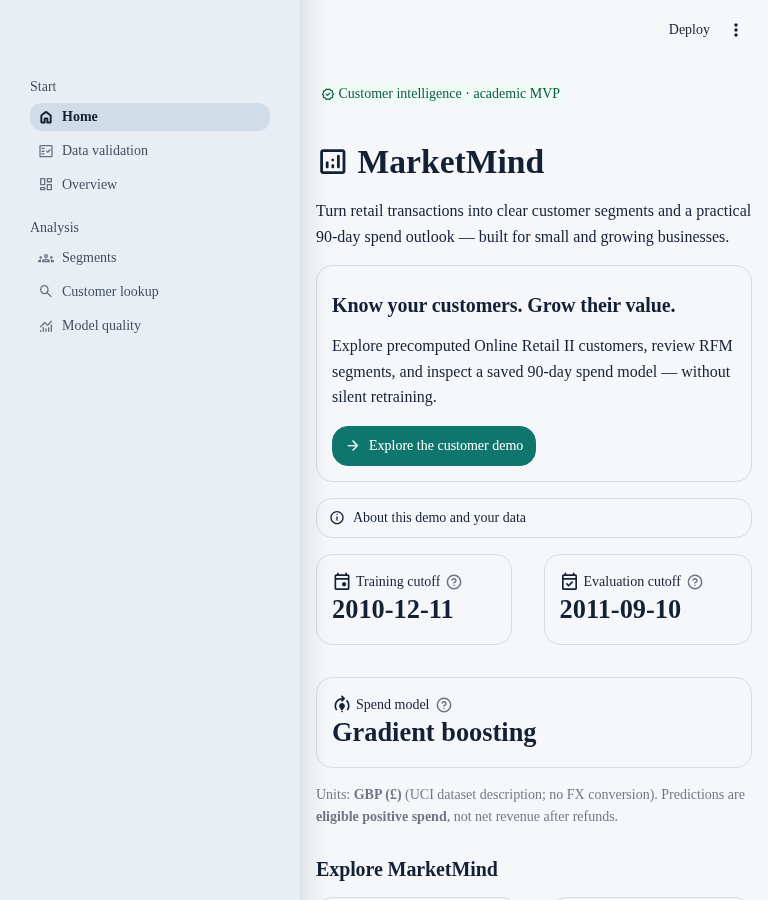 Deploy
Start
Home
Data validation
Overview
Analysis
Segments
Customer lookup
Model quality
Customer intelligence · academic MVP
MarketMind
Turn retail transactions into clear customer segments and a practical
90-day spend outlook — built for small and growing businesses.
Know your customers. Grow their value.
Explore precomputed Online Retail II customers, review RFM
segments, and inspect a saved 90-day spend model — without
silent retraining.
Explore the customer demo
About this demo and your data
Training cutoff
2010-12-11
Evaluation cutoff
2011-09-10
Spend model
Gradient boosting
Units: GBP (£) (UCI dataset description; no FX conversion). Predictions are
eligible positive spend, not net revenue after refunds.
Explore MarketMind